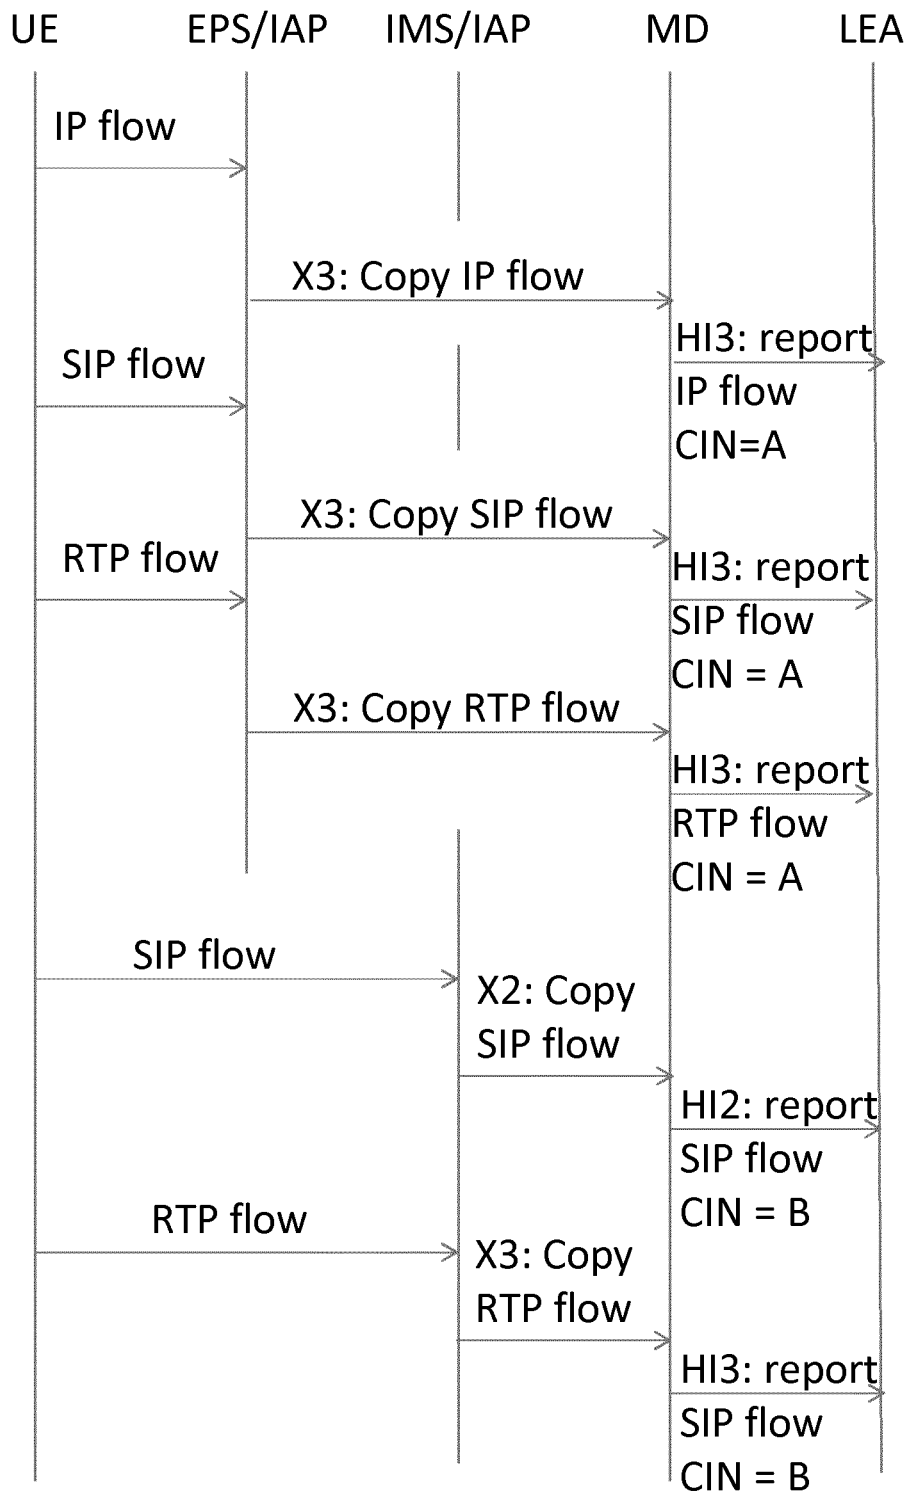 UE EPS/IAP IMS/IAP MD LEA
IP flow
X3: Copy IP flow
HI3: report
IP flow
CIN=A
SIP flow
X3: Copy SIP flow
HI3: report
SIP flow
CIN = A
RTP flow
X3: Copy RTP flow
HI3: report
RTP flow
CIN = A
SIP flow
X2: Copy
SIP flow
HI2: report
SIP flow
CIN = B
RTP flow
X3: Copy
RTP flow
HI3: report
SIP flow
CIN = B